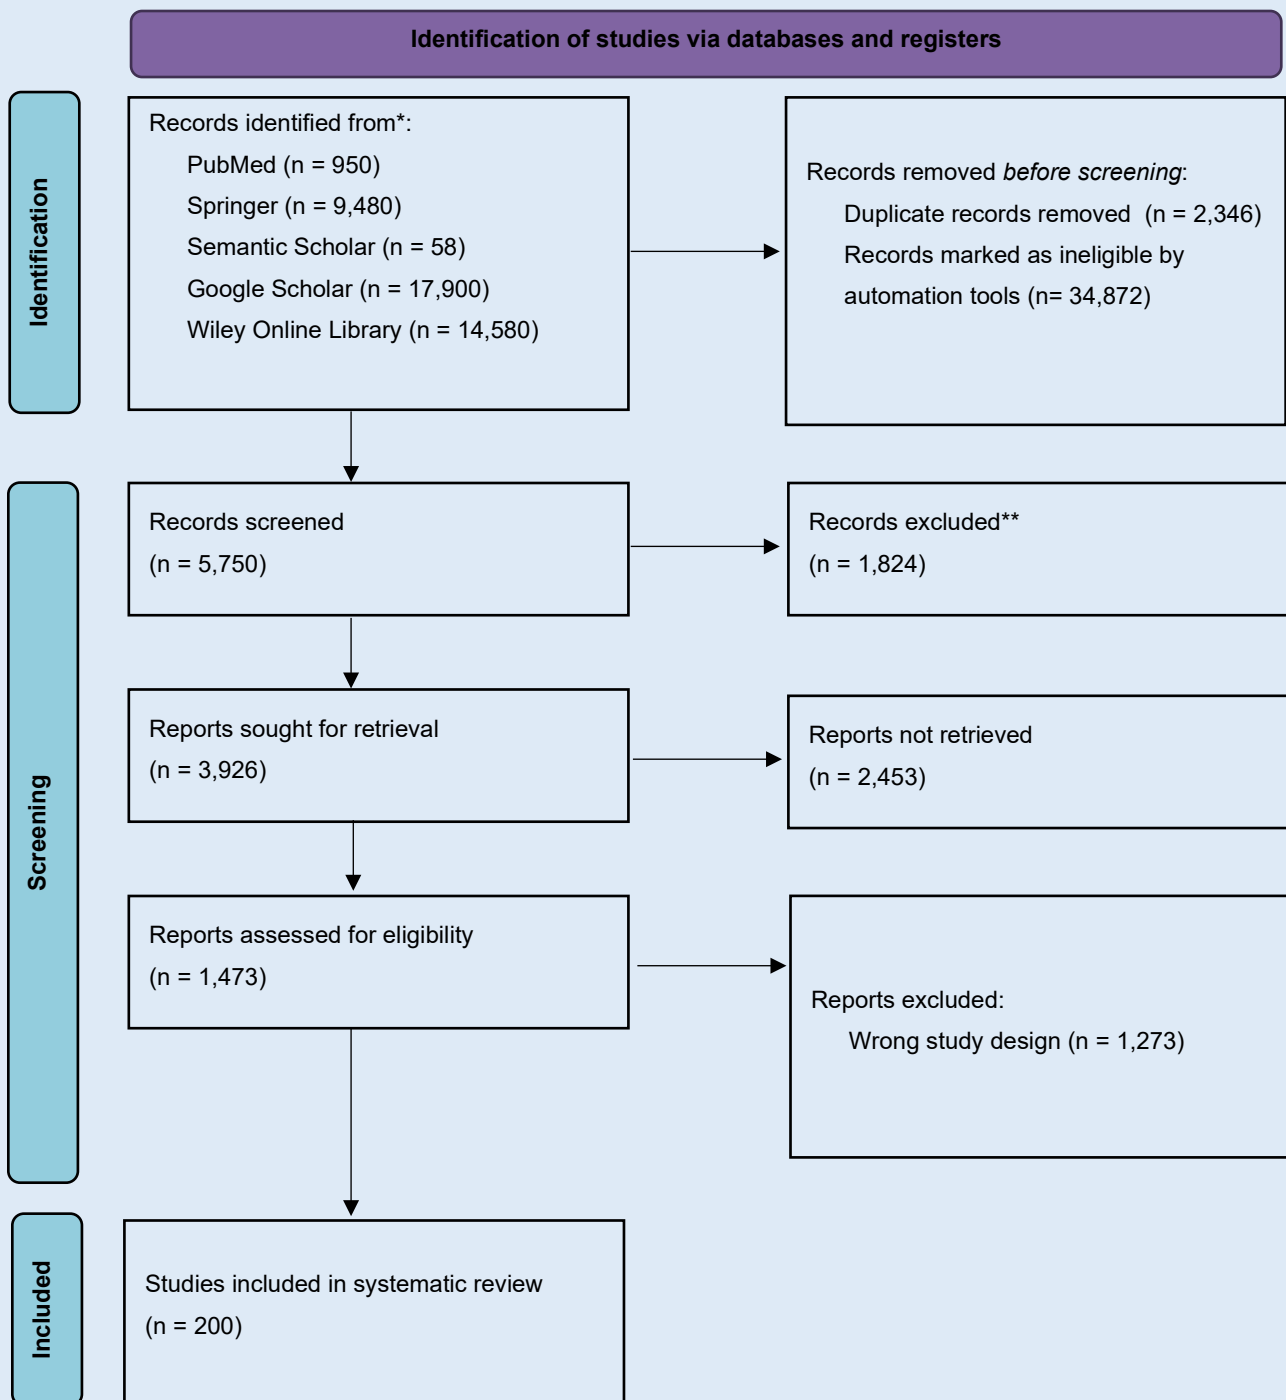 Identification of studies via databases and registers
Identification
Records identified from*:
PubMed (n = 950)
Springer (n = 9,480)
Semantic Scholar (n = 58)
Google Scholar (n = 17,900)
Wiley Online Library (n = 14,580)
Records removed before screening:
Duplicate records removed (n = 2,346)
Records marked as ineligible by
automation tools (n= 34,872)
Screening
Records screened
(n = 5,750)
Records excluded**
(n = 1,824)
Reports sought for retrieval
(n = 3,926)
Reports not retrieved
(n = 2,453)
Reports assessed for eligibility
(n = 1,473)
Reports excluded:
Wrong study design (n = 1,273)
Included
Studies included in systematic review
(n = 200)